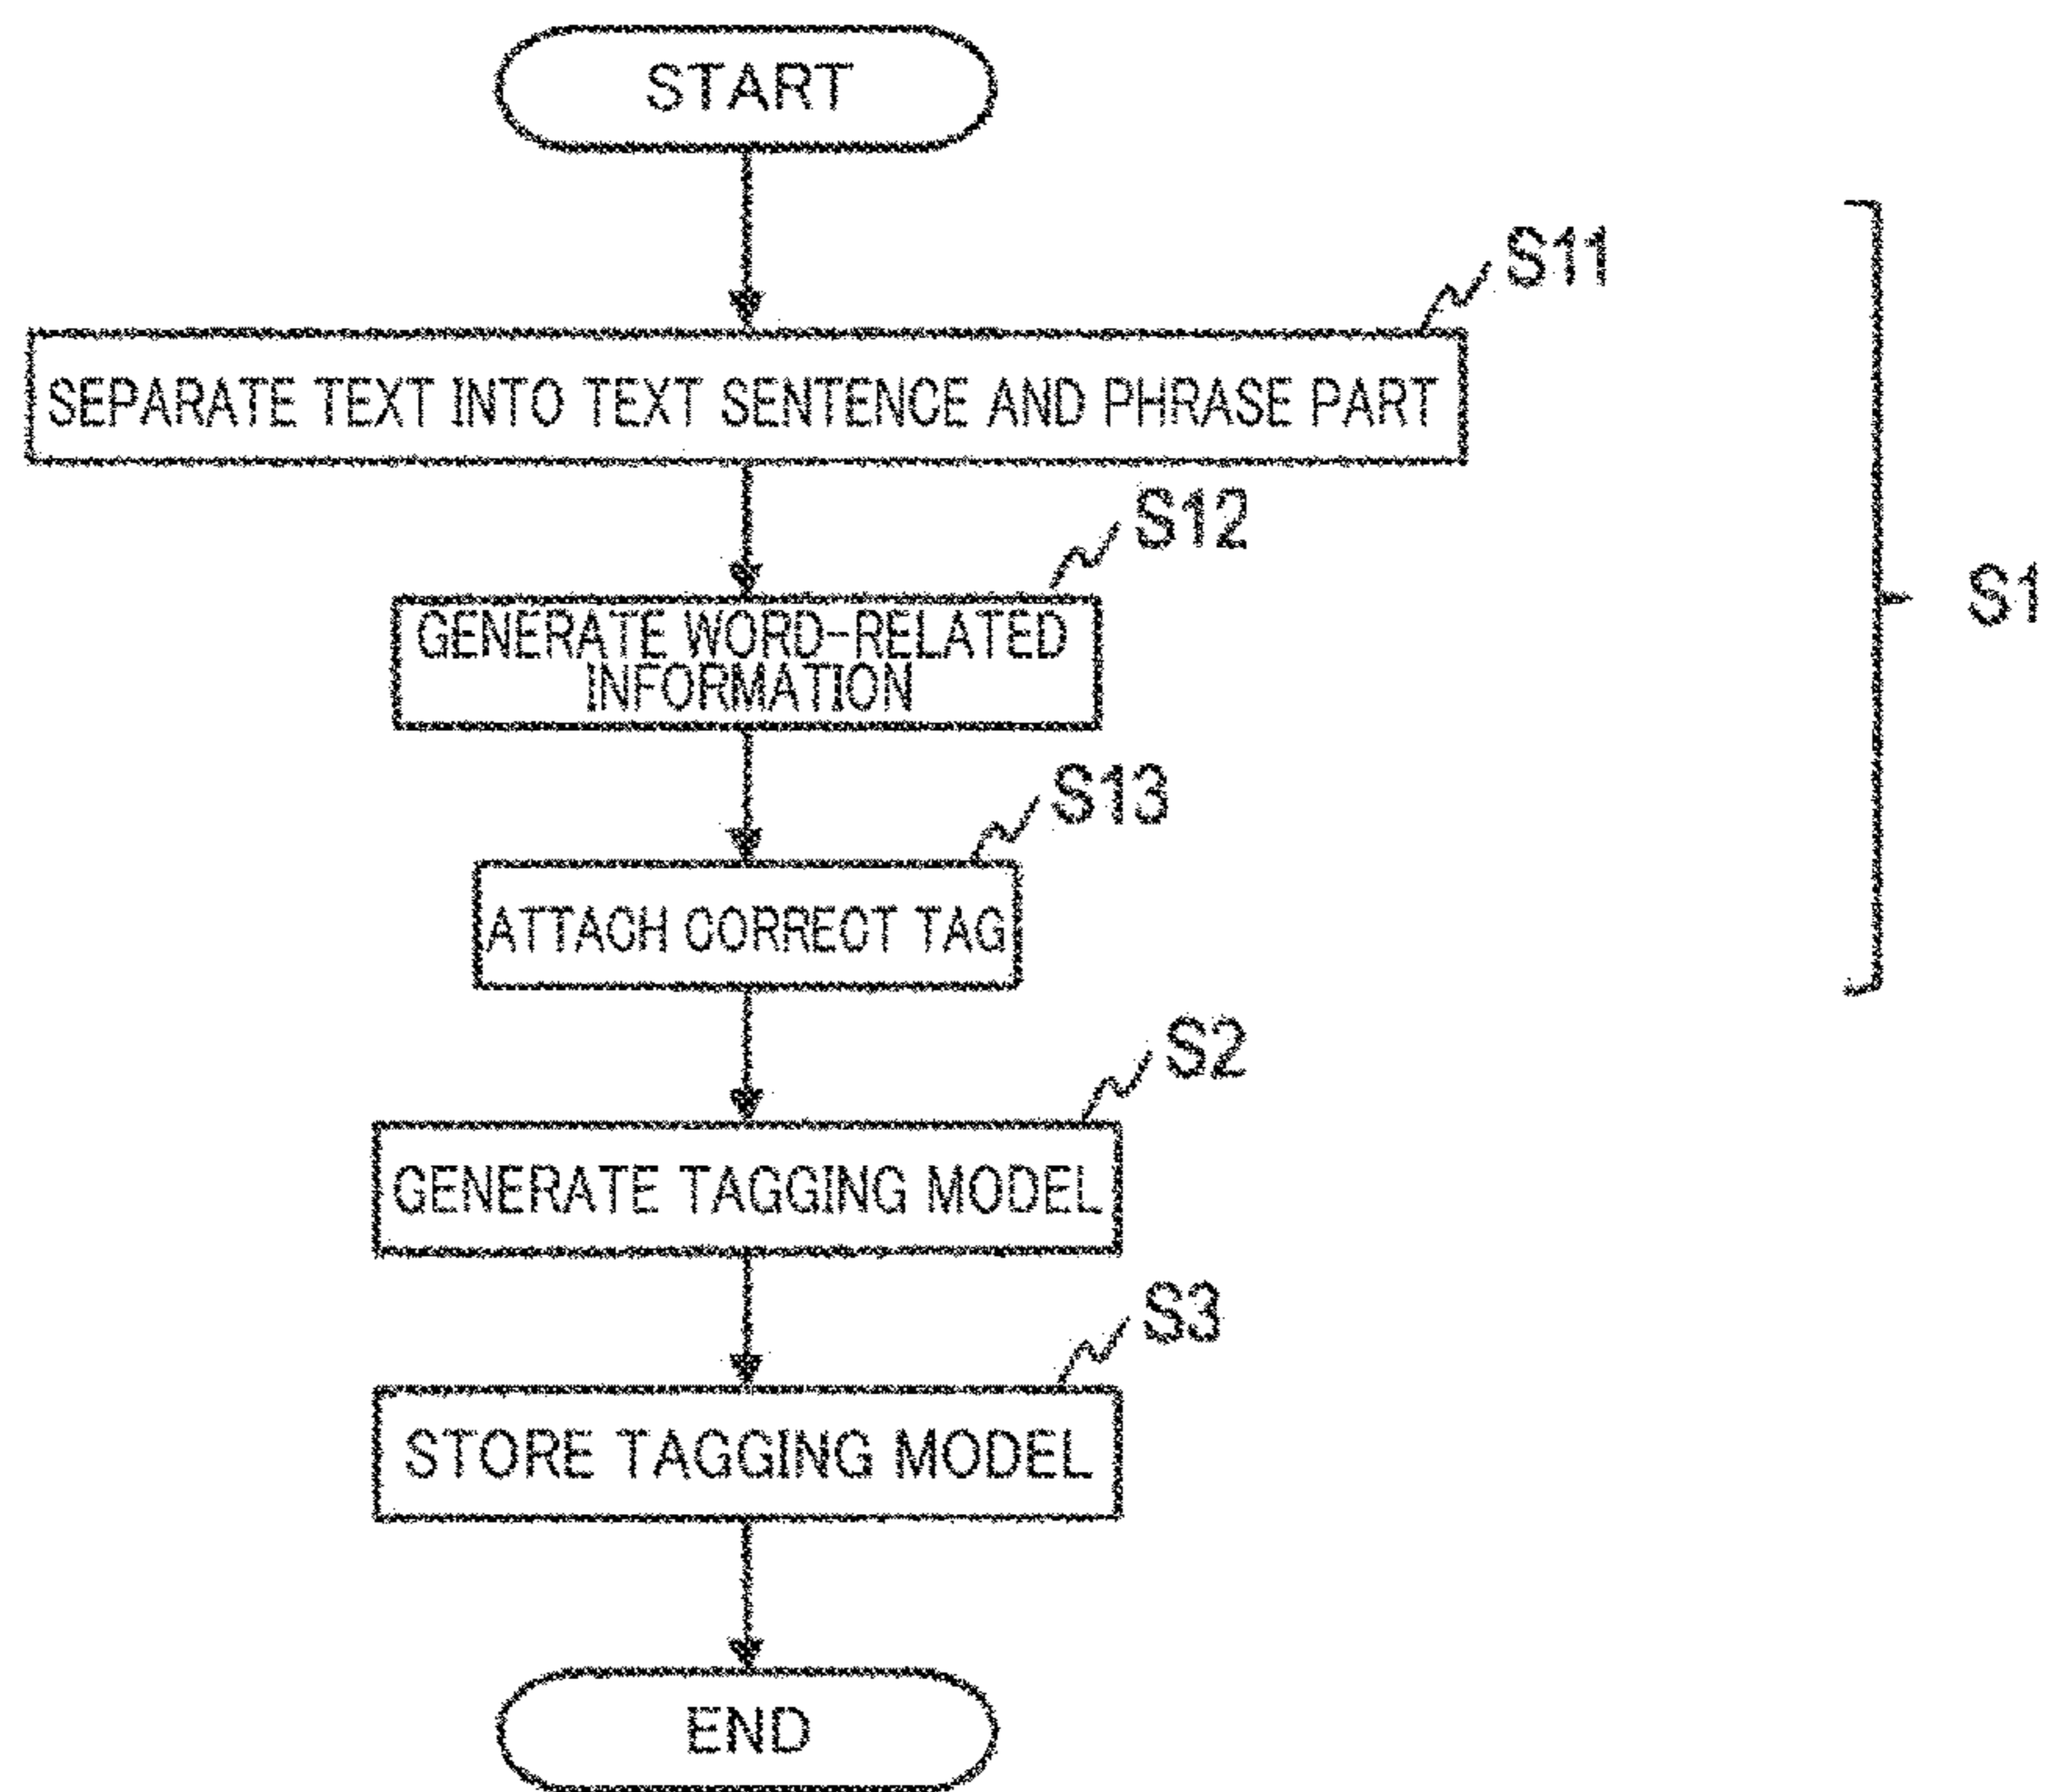 START
S11
SEPARATE TEXT INTO TEXT SENTENCE AND PHRASE PART
S12
GENERATE WORD-RELATED
INFORMATION
S1
S13
ATTACH CORRECT TAG
S2
GENERATE TAGGING MODEL
S3
STORE TAGGING MODEL
END